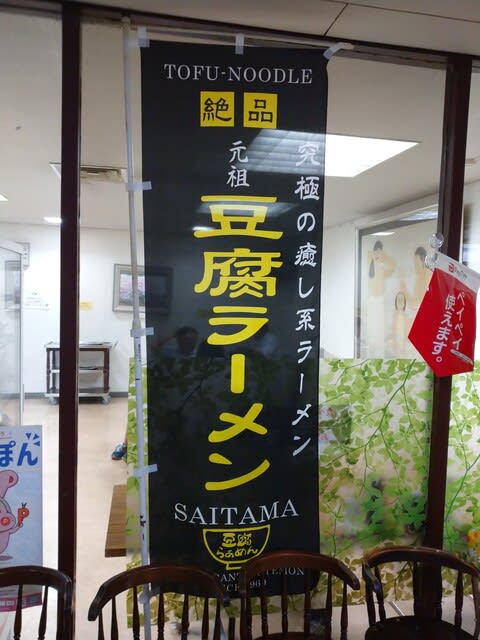 TOFU-NOODLE
絶品
究極の癒し系ラーメン
元祖
豆腐ラーメン
SAITAMA
豆腐
らぁめん
ペイペイ
使えます。
ぽん